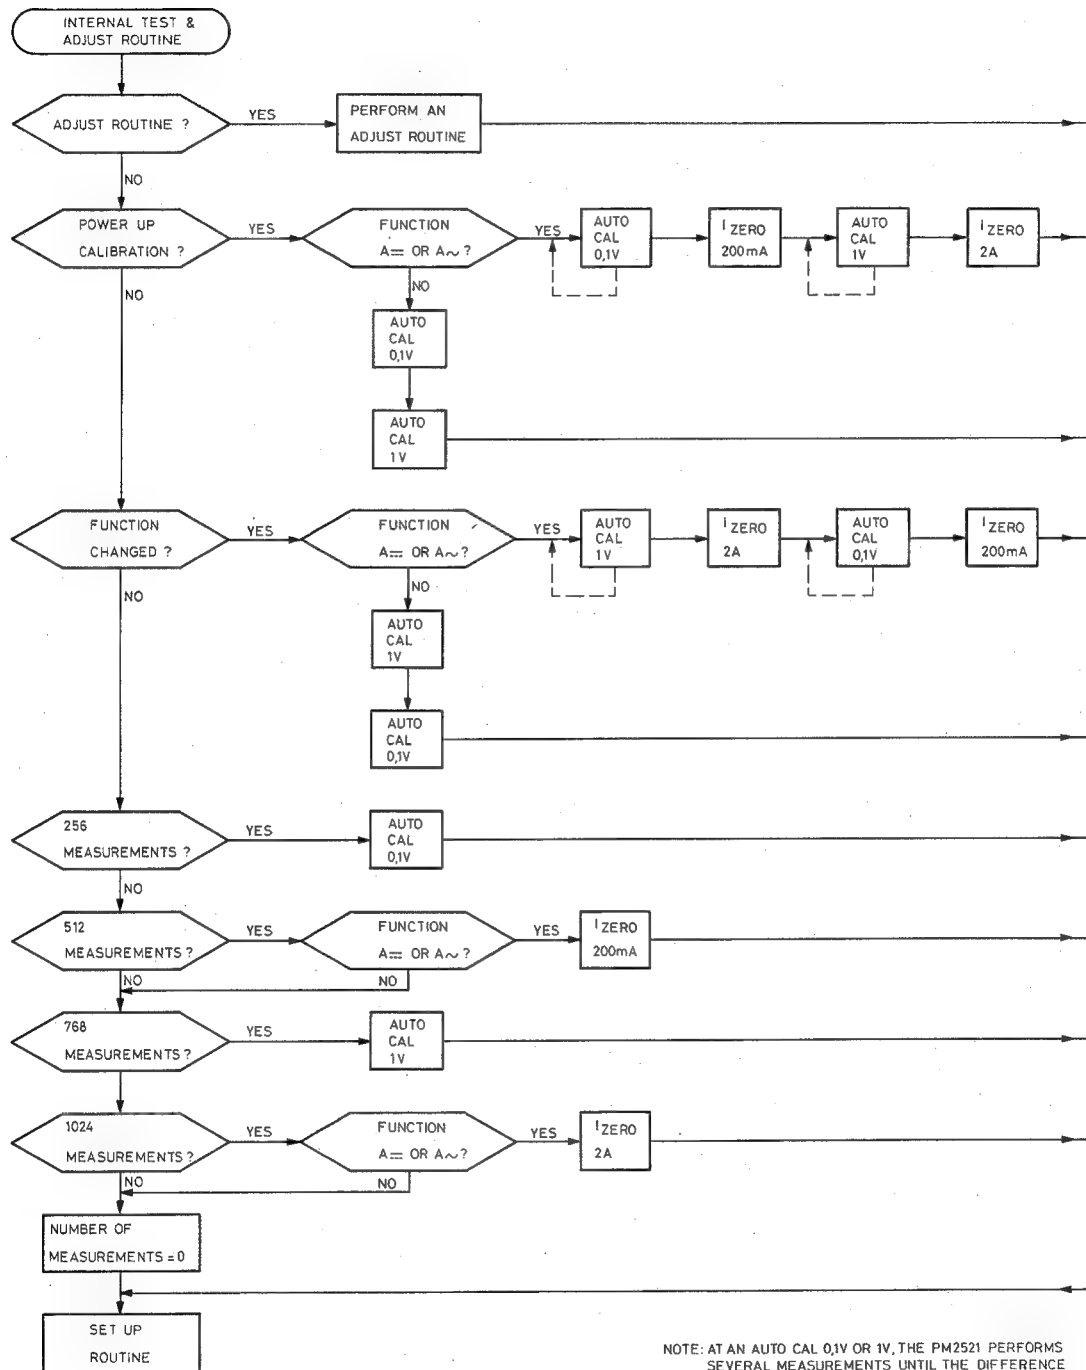 INTERNAL TEST &
ADJUST ROUTINE
ADJUST ROUTINE ?
YES
PERFORM AN
ADJUST ROUTINE
NO
POWER UP
CALIBRATION ?
YES
FUNCTION
A⎓ OR A∼ ?
YES
AUTO
CAL
0,1V
I ZERO
200mA
AUTO
CAL
1V
I ZERO
2A
NO
NO
AUTO
CAL
0,1V
AUTO
CAL
1V
FUNCTION
CHANGED ?
YES
FUNCTION
A⎓ OR A∼ ?
YES
AUTO
CAL
1V
I ZERO
2A
AUTO
CAL
0,1V
I ZERO
200mA
NO
NO
AUTO
CAL
1V
AUTO
CAL
0,1V
256
MEASUREMENTS ?
YES
AUTO
CAL
0,1V
NO
512
MEASUREMENTS ?
YES
FUNCTION
A⎓ OR A∼ ?
YES
I ZERO
200mA
NO
NO
768
MEASUREMENTS ?
YES
AUTO
CAL
1V
1024
MEASUREMENTS ?
YES
FUNCTION
A⎓ OR A∼ ?
YES
I ZERO
2A
NO
NO
NUMBER OF
MEASUREMENTS = 0
SET UP
ROUTINE
NOTE: AT AN AUTO CAL 0,1V OR 1V, THE PM2521 PERFORMS
SEVERAL MEASUREMENTS UNTIL THE DIFFERENCE